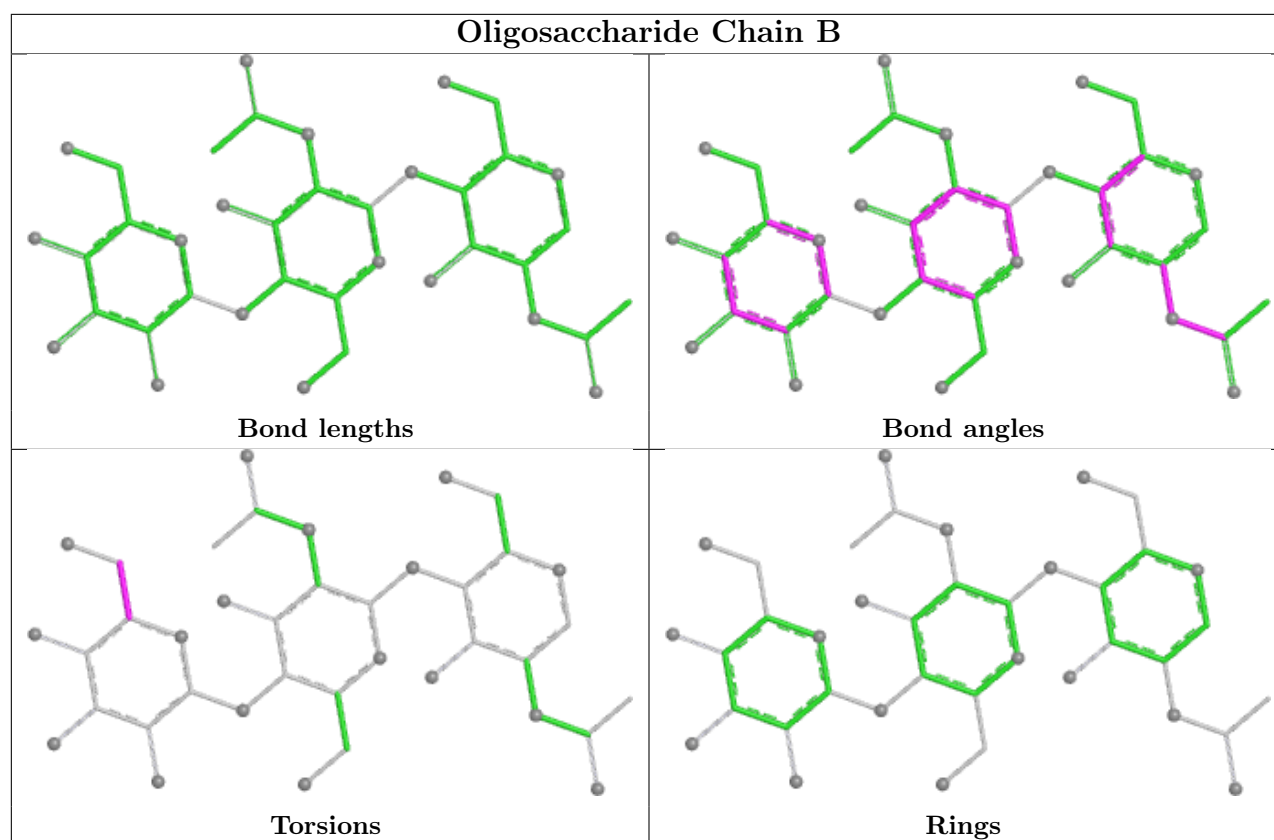 Oligosaccharide Chain B
Bond lengths
Bond angles
Torsions
Rings